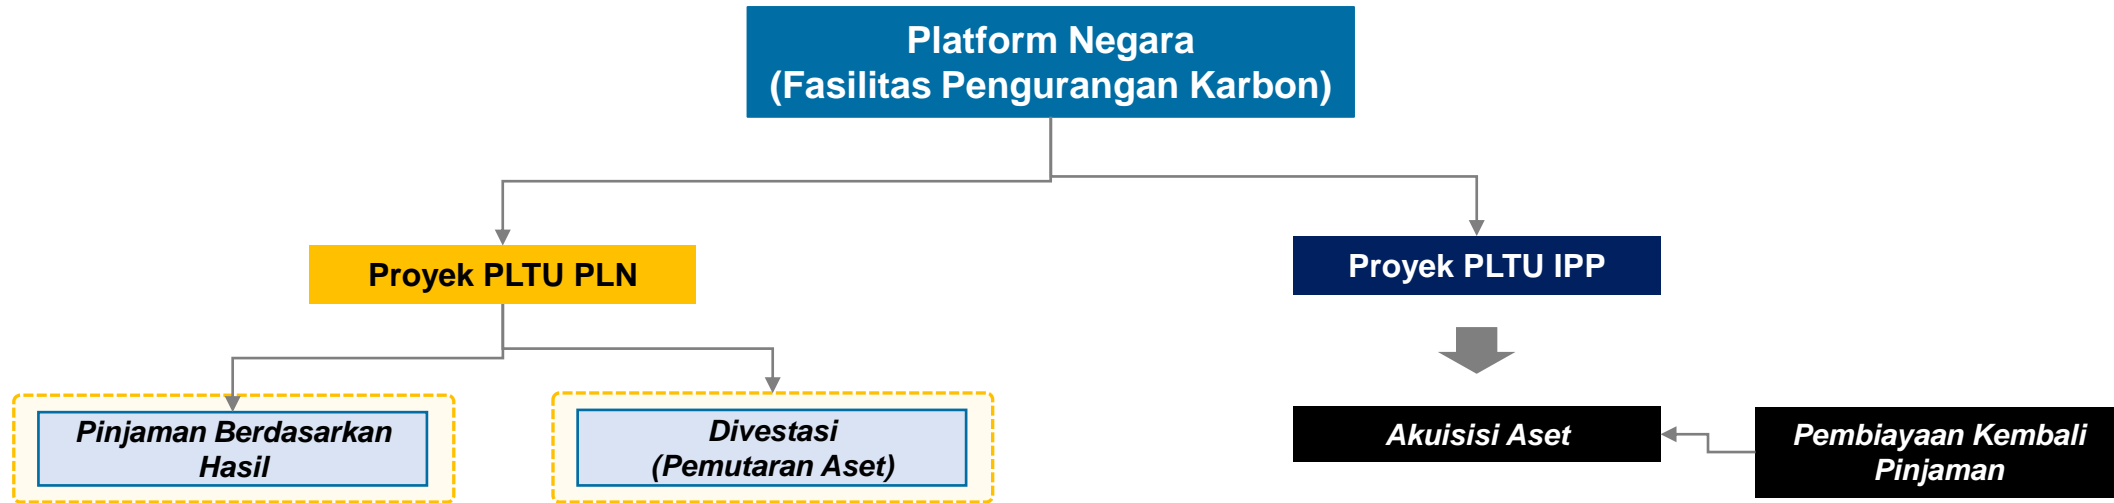 Platform Negara
(Fasilitas Pengurangan Karbon)
Proyek PLTU PLN
Proyek PLTU IPP
Pinjaman Berdasarkan
Hasil
Divestasi
(Pemutaran Aset)
Akuisisi Aset
Pembiayaan Kembali
Pinjaman